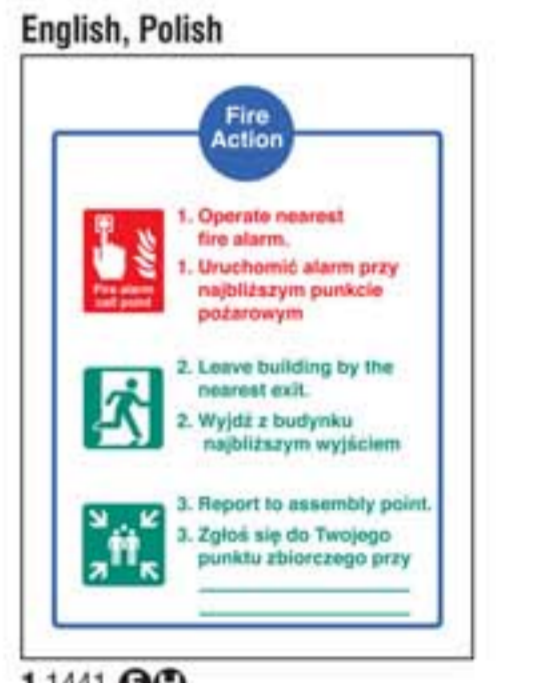 English, Polish
Fire
Action
1. Operate nearest
fire alarm.
Fire alarm
call point
1. Uruchomić alarm przy
najbliższym punkcie
pożarowym
2. Leave building by the
nearest exit.
2. Wyjdź z budynku
najbliższym wyjściem
3. Report to assembly point.
3. Zgłoś się do Twojego
punktu zbiorczego przy
1 1441